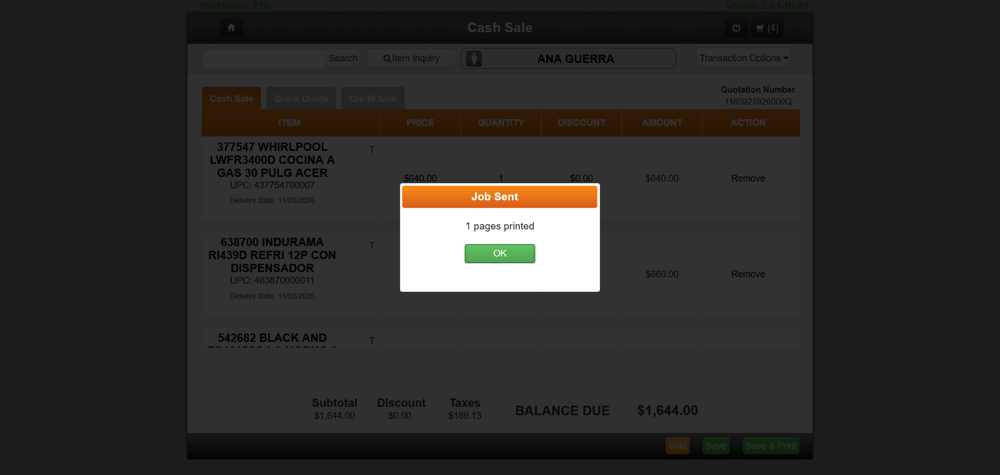 Workstation: 219
Version: 2.3.1-RC40
Cash Sale
(4)
Search
Item Inquiry
ANA GUERRA
Transaction Options
Cash Sale
Quick Quote
Credit Sale
Quotation Number
1160921926000Q
ITEM
PRICE
QUANTITY
DISCOUNT
AMOUNT
ACTION
377547 WHIRLPOOL
LWFR3400D COCINA A
GAS 30 PULG ACER
UPC: 437754700007
Delivery Date: 11/03/2026
T
$640.00
1
$0.00
$640.00
Remove
Job Sent
1 pages printed
OK
638700 INDURAMA
RI439D REFRI 12P CON
DISPENSADOR
UPC: 463870000011
Delivery Date: 11/03/2026
T
$660.00
Remove
542682 BLACK AND
T
Subtotal
$1,644.00
Discount
$0.00
Taxes
$189.13
BALANCE DUE
$1,644.00
Void
Save
Save & Print